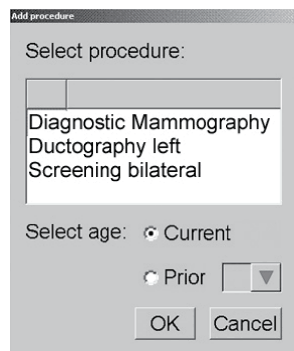 Add procedure
Select procedure:
Diagnostic Mammography
Ductography left
Screening bilateral
Select age: Current
Prior
OK Cancel